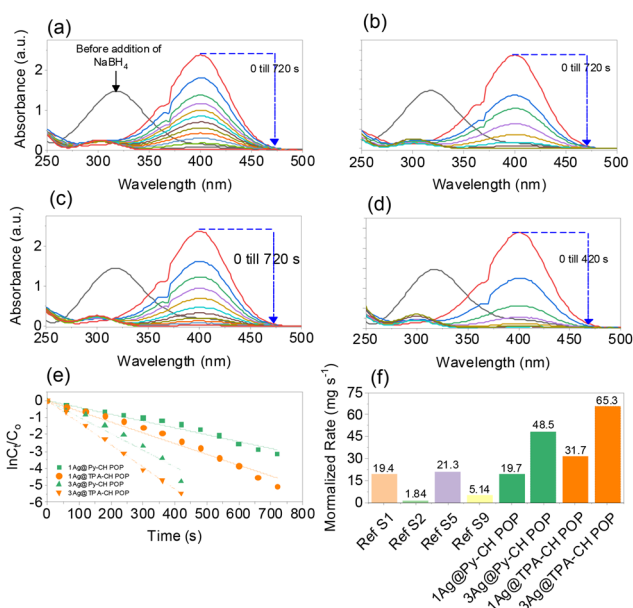 (a)
Before addition of
NaBH4
0 till 720 s
Absorbance (a.u.)
2
1
0
250 300 350 400 450 500
Wavelength (nm)
(b)
0 till 720 s
250 300 350 400 450 500
Wavelength (nm)
(c)
0 till 720 s
Absorbance (a.u.)
2
1
0
250 300 350 400 450 500
Wavelength (nm)
(d)
0 till 420 s
250 300 350 400 450 500
Wavelength (nm)
(e)
lnCt/Co
0
-1
-2
-3
-4
-5
-6
1Ag@Py-CH POP
1Ag@TPA-CH POP
3Ag@Py-CH POP
3Ag@TPA-CH POP
0 100 200 300 400 500 600 700 800
Time (s)
(f)
Mormalized Rate (mg s-1)
75
60
45
30
15
0
19.4
1.84
21.3
5.14
19.7
48.5
31.7
65.3
Ref S1
Ref S2
Ref S5
Ref S9
1Ag@Py-CH POP
3Ag@Py-CH POP
1Ag@TPA-CH POP
3Ag@TPA-CH POP